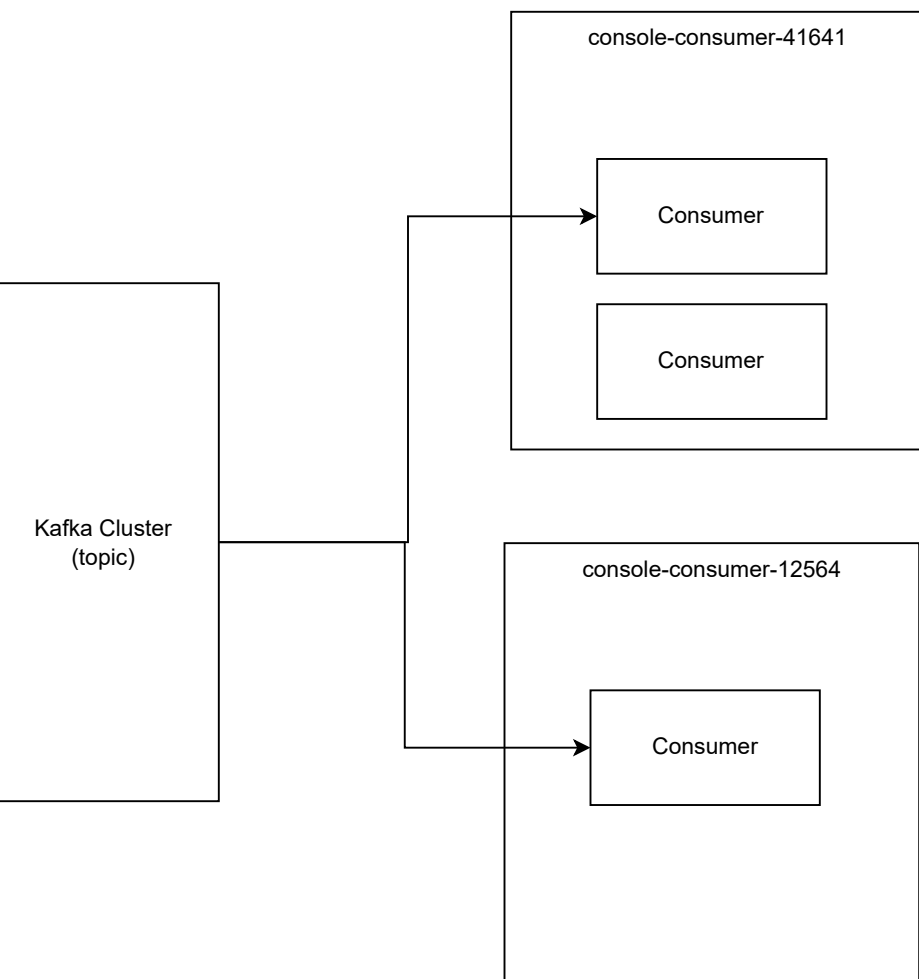 console-consumer-41641
Consumer
Consumer
Kafka Cluster
(topic)
console-consumer-12564
Consumer